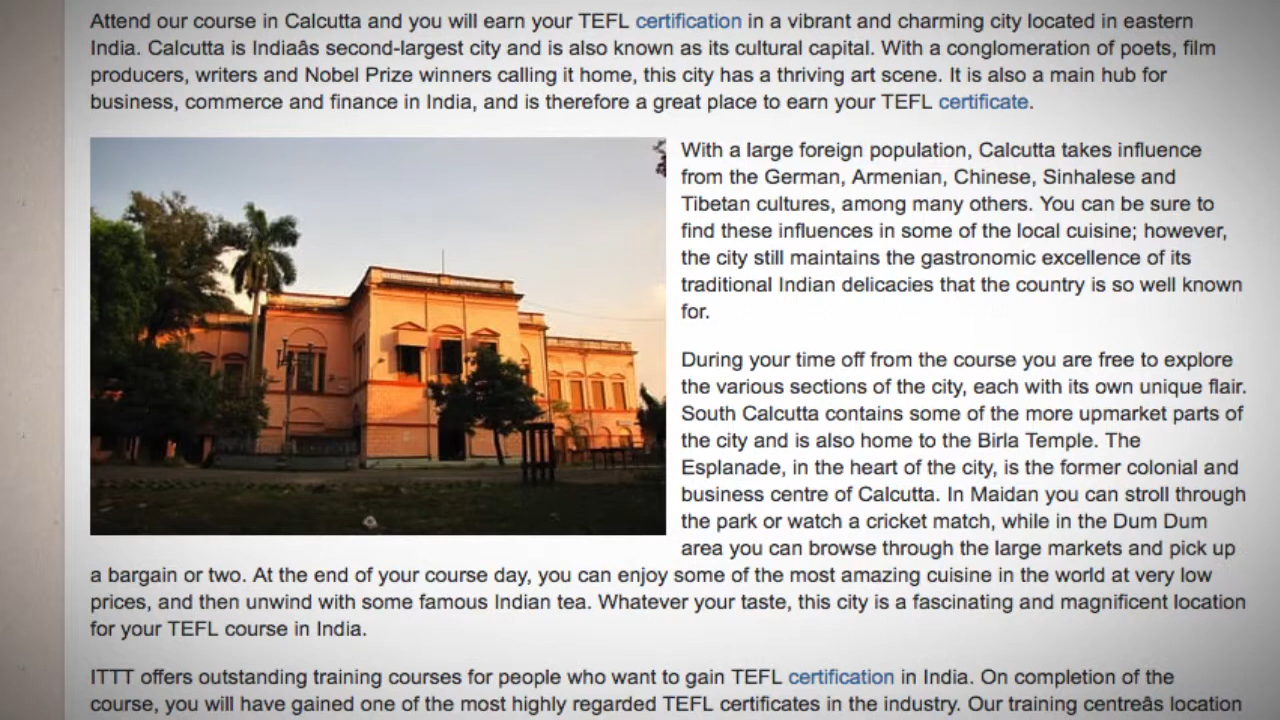 Attend our course in Calcutta and you will earn your TEFL certification in a vibrant and charming city located in eastern
India. Calcutta is Indiaâs second-largest city and is also known as its cultural capital. With a conglomeration of poets, film
producers, writers and Nobel Prize winners calling it home, this city has a thriving art scene. It is also a main hub for
business, commerce and finance in India, and is therefore a great place to earn your TEFL certificate.
With a large foreign population, Calcutta takes influence
from the German, Armenian, Chinese, Sinhalese and
Tibetan cultures, among many others. You can be sure to
find these influences in some of the local cuisine; however,
the city still maintains the gastronomic excellence of its
traditional Indian delicacies that the country is so well known
for.
During your time off from the course you are free to explore
the various sections of the city, each with its own unique flair.
South Calcutta contains some of the more upmarket parts of
the city and is also home to the Birla Temple. The
Esplanade, in the heart of the city, is the former colonial and
business centre of Calcutta. In Maidan you can stroll through
the park or watch a cricket match, while in the Dum Dum
area you can browse through the large markets and pick up
a bargain or two. At the end of your course day, you can enjoy some of the most amazing cuisine in the world at very low
prices, and then unwind with some famous Indian tea. Whatever your taste, this city is a fascinating and magnificent location
for your TEFL course in India.
ITTT offers outstanding training courses for people who want to gain TEFL certification in India. On completion of the
course, you will have gained one of the most highly regarded TEFL certificates in the industry. Our training centreâs location